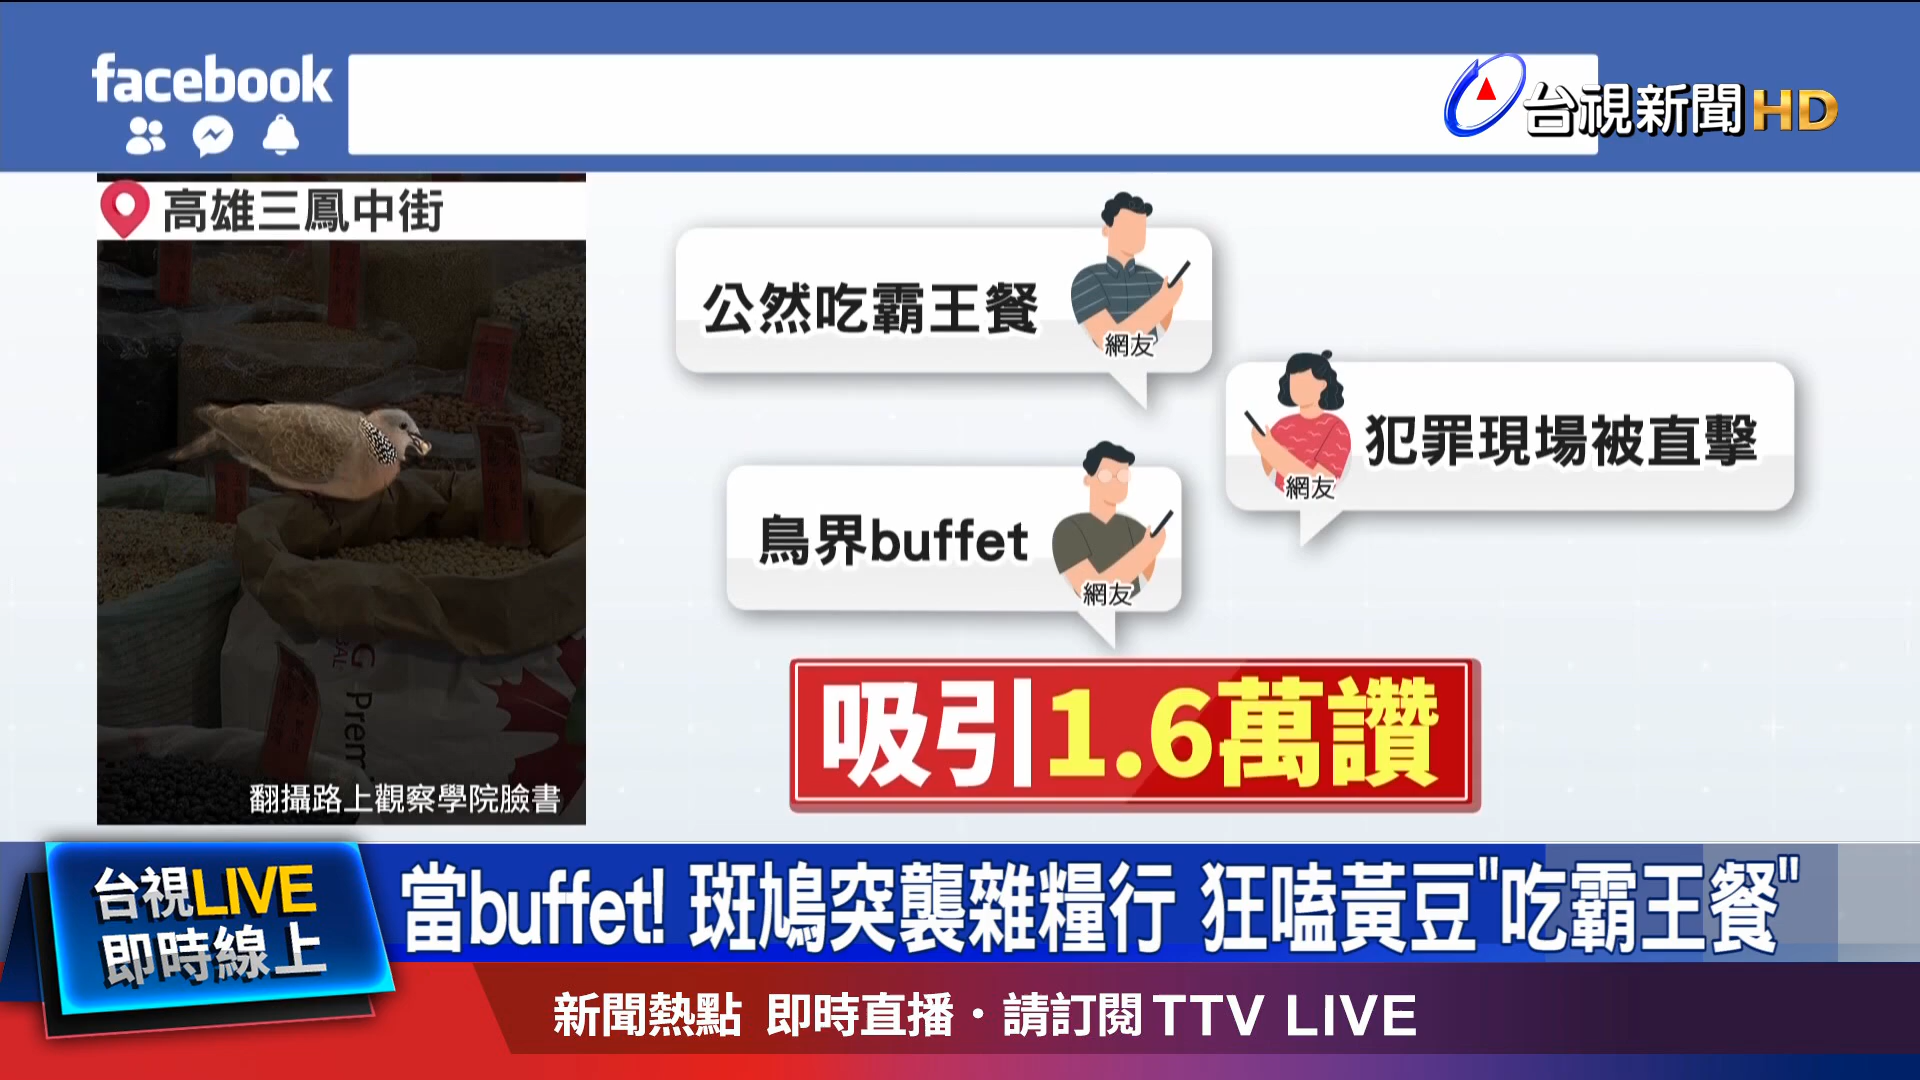 facebook
台視新聞HD
高雄三鳳中街
公然吃霸王餐
網友
犯罪現場被直擊
網友
鳥界buffet
網友
Prem
翻攝路上觀察學院臉書
吸引1.6萬讚
台視LIVE
即時線上
當buffet! 斑鳩突襲雜糧行 狂嗑黃豆"吃霸王餐"
新聞熱點 即時直播・請訂閱TTV LIVE